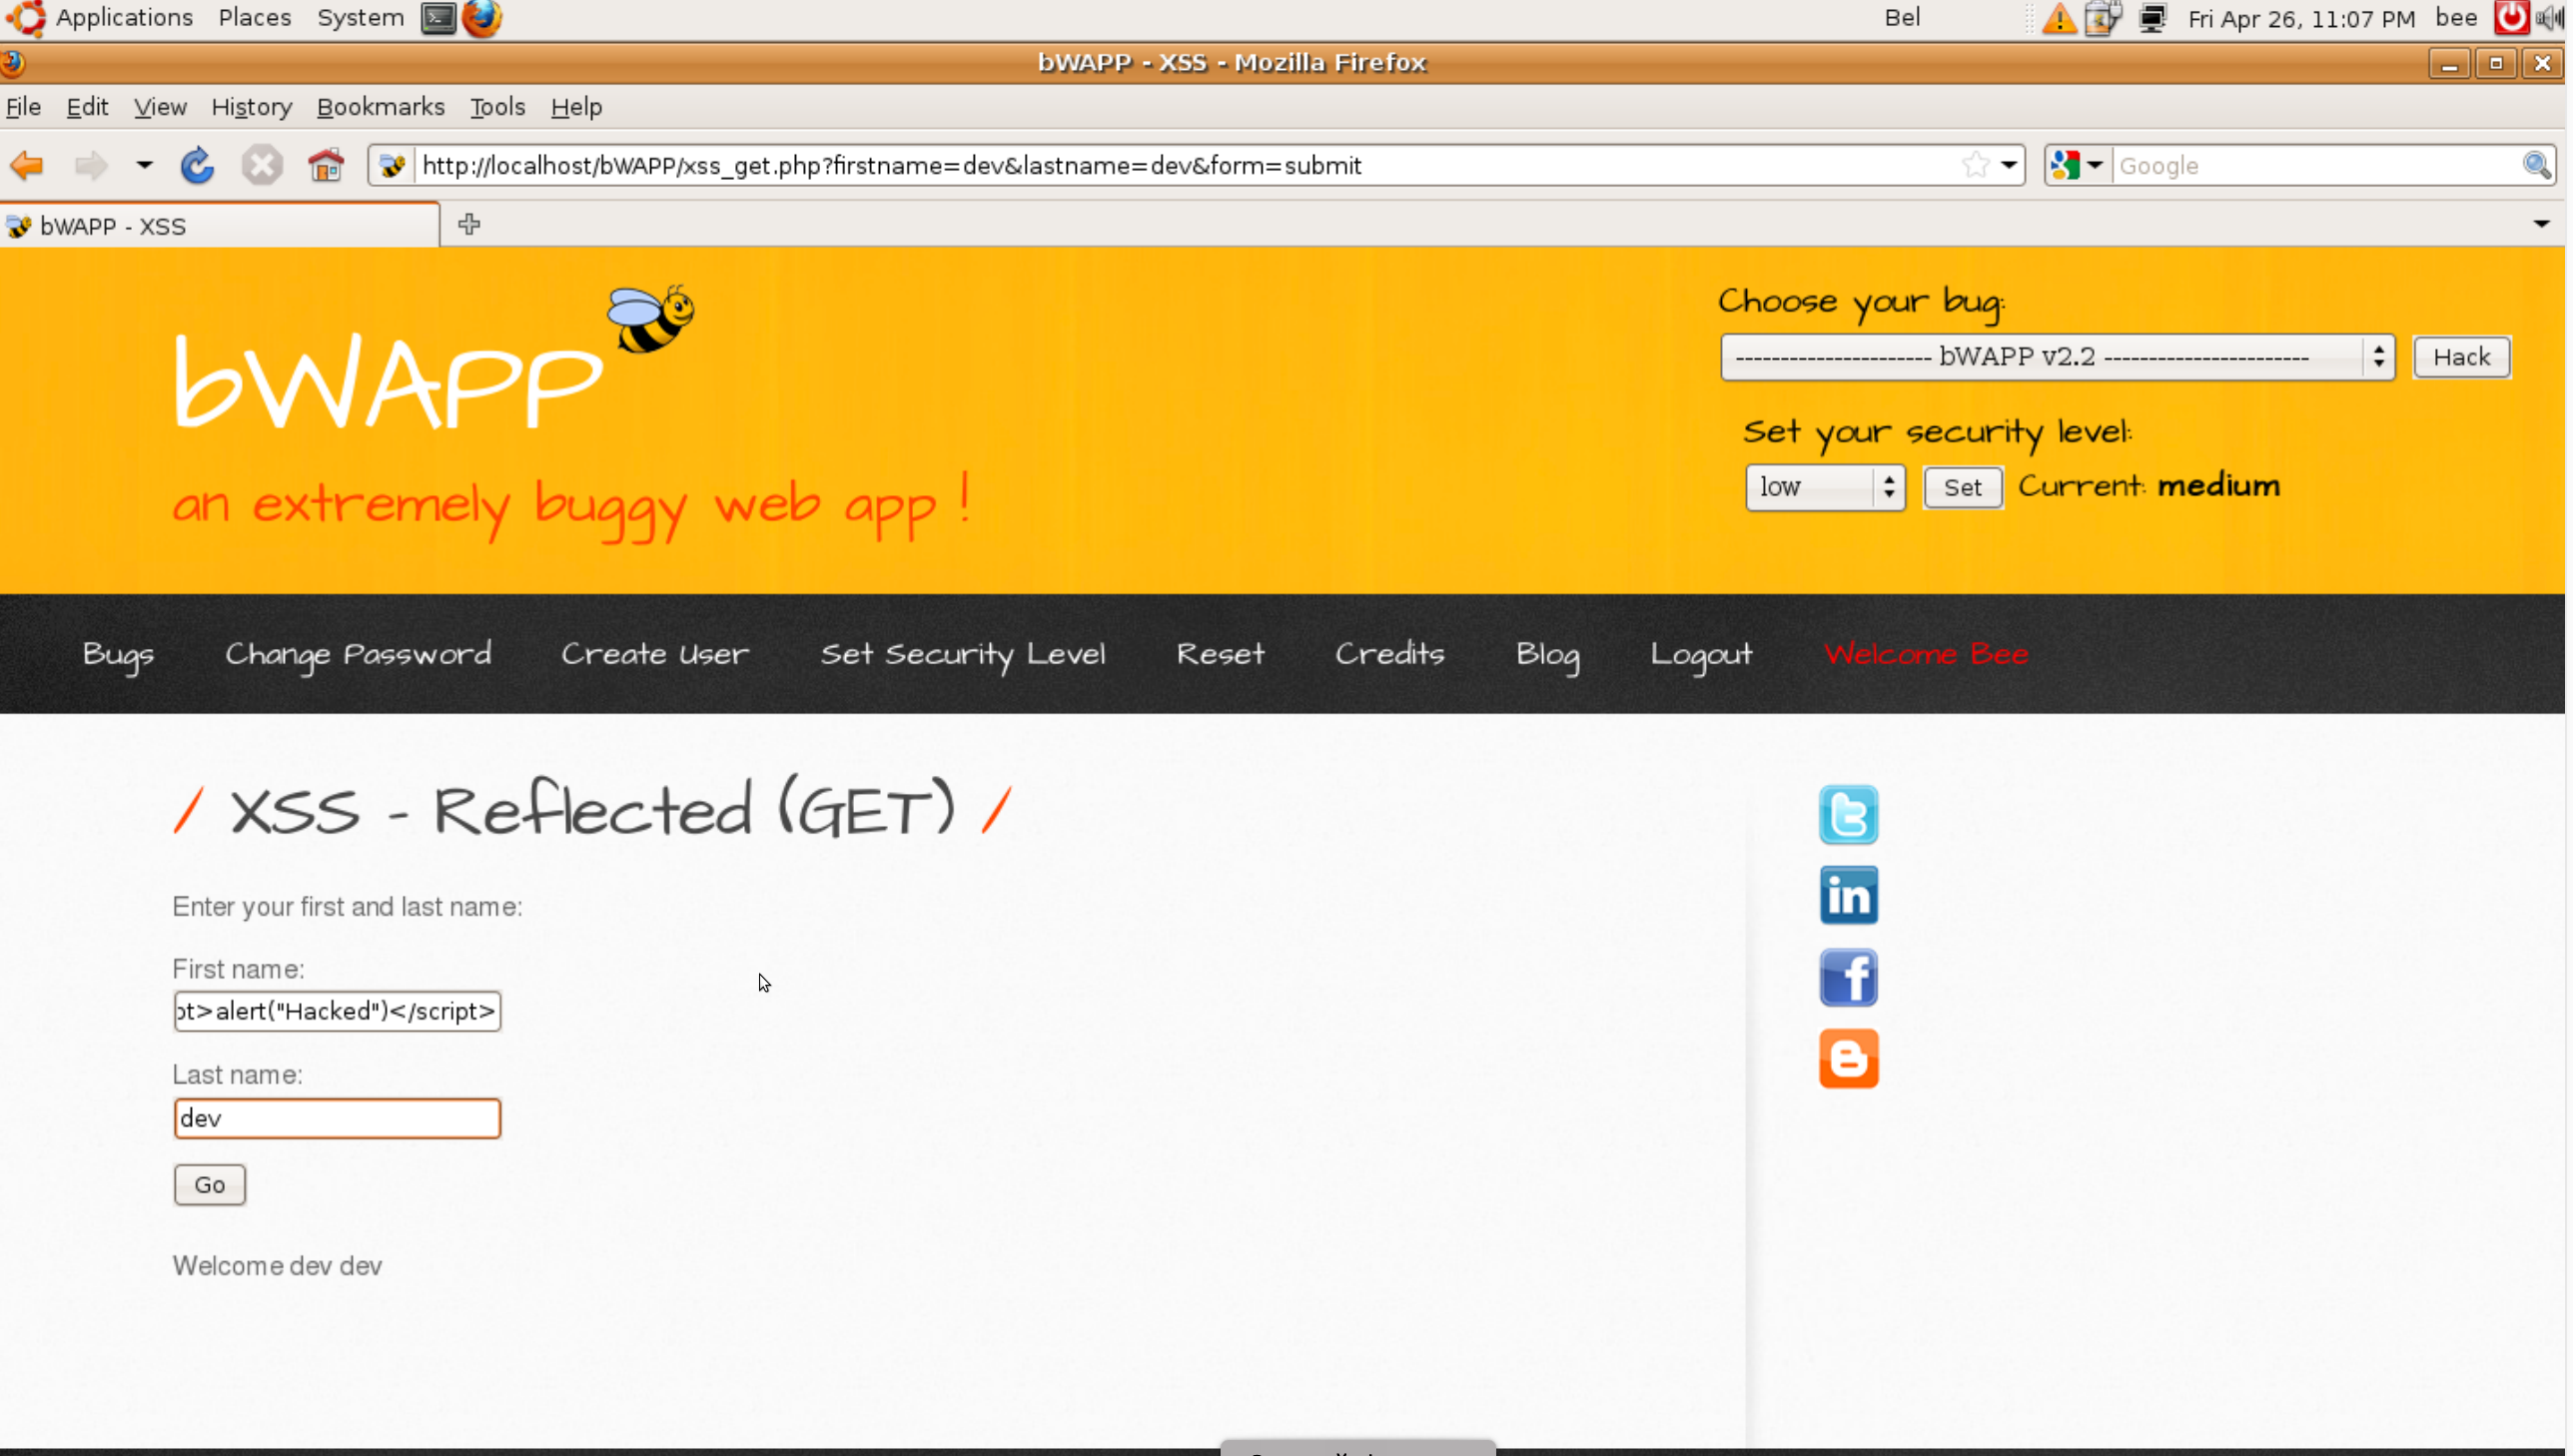 Applications Places System Bel Fri Apr 26, 11:07 PM bee
bWAPP - XSS - Mozilla Firefox
File Edit View History Bookmarks Tools Help
http://localhost/bWAPP/xss_get.php?firstname=dev&lastname=dev&form=submit Google
bWAPP - XSS
bWAPP
an extremely buggy web app !
Choose your bug:
---------------------- bWAPP v2.2 ----------------------- Hack
Set your security level:
low Set Current: medium
Bugs Change Password Create User Set Security Level Reset Credits Blog Logout Welcome Bee
/ XSS - Reflected (GET) /
Enter your first and last name:
First name:
pt>alert("Hacked")</script>
Last name:
dev
Go
Welcome dev dev